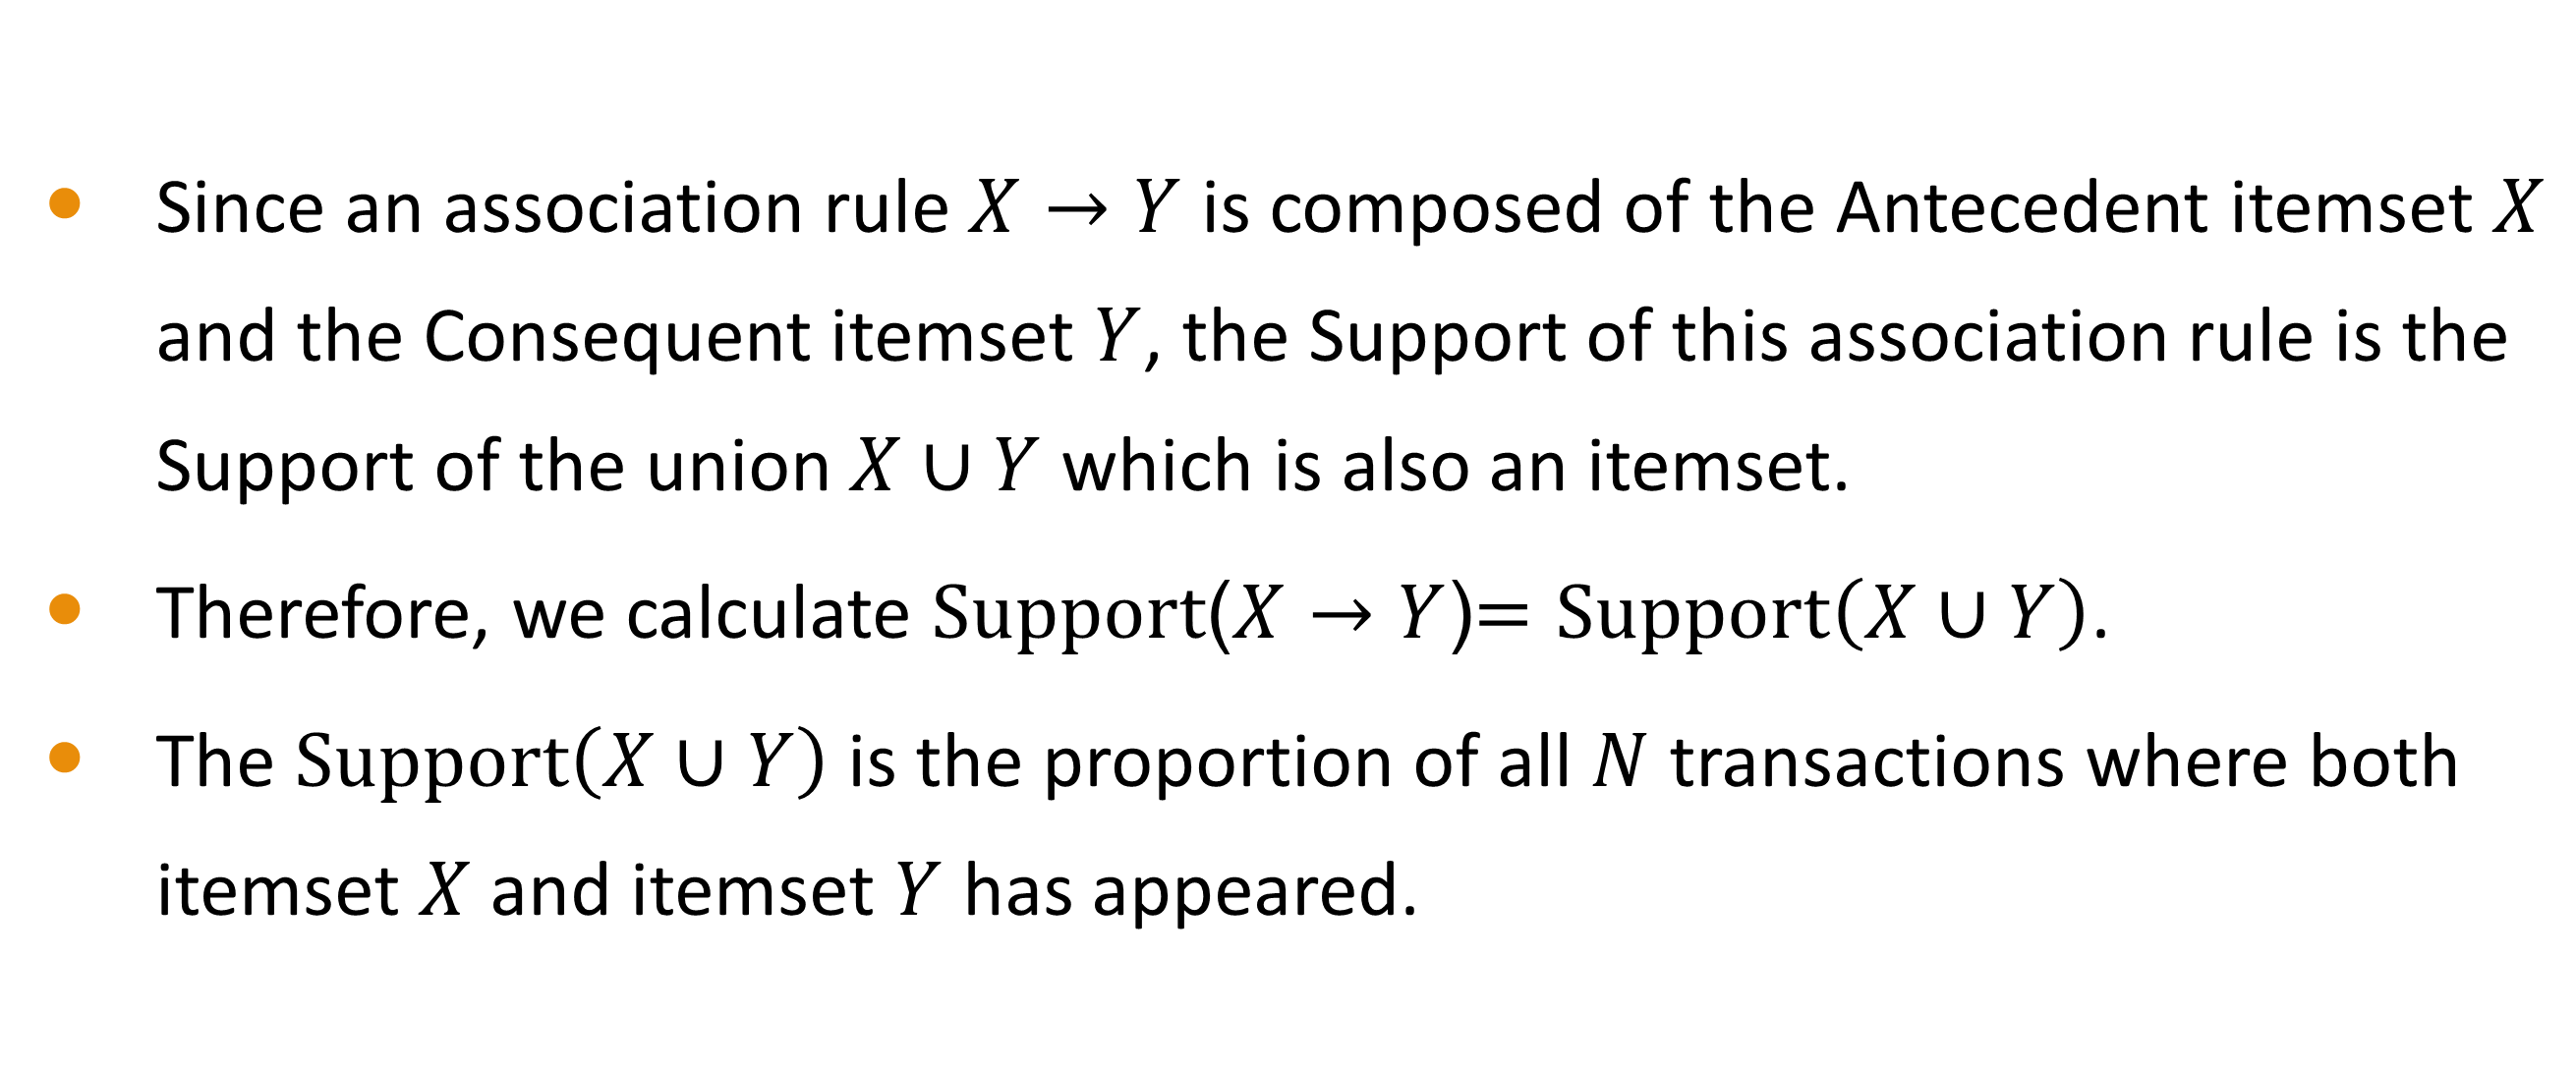 • Since an association rule X → Y is composed of the Antecedent itemset X
and the Consequent itemset Y, the Support of this association rule is the
Support of the union X ∪ Y which is also an itemset.
• Therefore, we calculate Support(X → Y)= Support(X ∪ Y).
• The Support(X ∪ Y) is the proportion of all N transactions where both
itemset X and itemset Y has appeared.